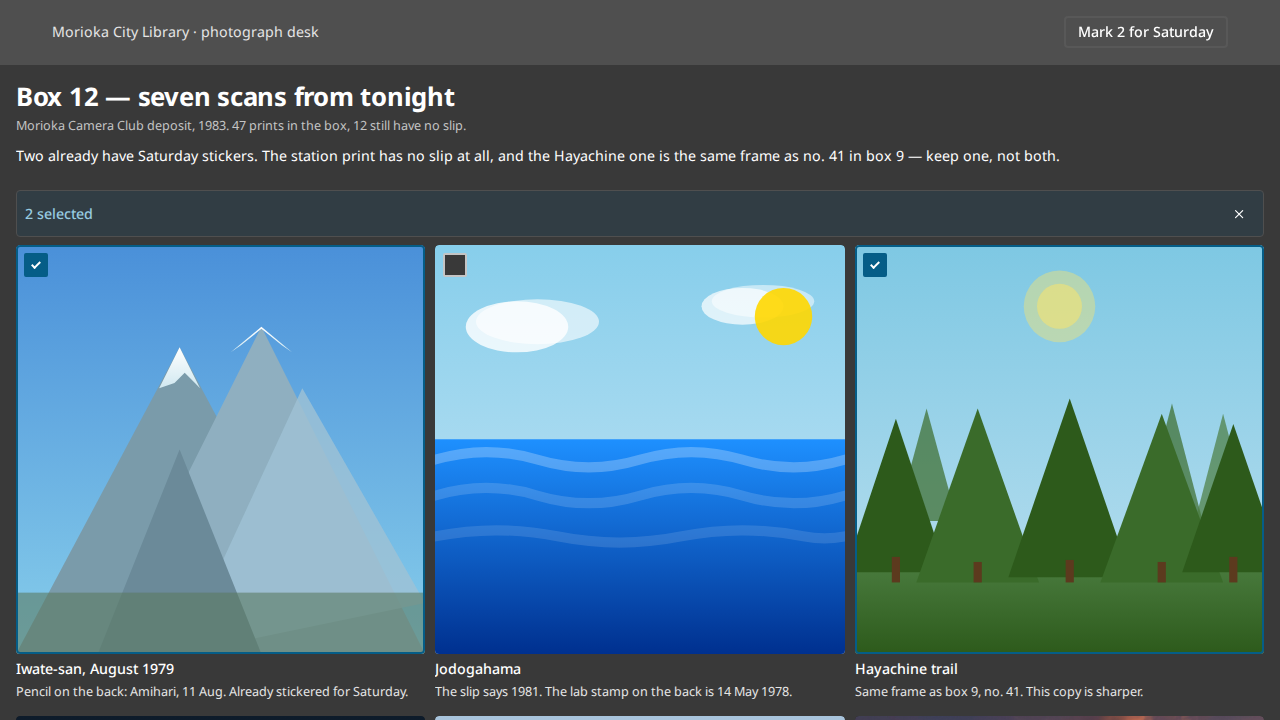 Morioka City Library · photograph desk
Mark 2 for Saturday
Box 12 — seven scans from tonight
Morioka Camera Club deposit, 1983. 47 prints in the box, 12 still have no slip.
Two already have Saturday stickers. The station print has no slip at all, and the Hayachine one is the same frame as no. 41 in box 9 — keep one, not both.
2 selected
Iwate-san, August 1979
Pencil on the back: Amihari, 11 Aug. Already stickered for Saturday.
Jodogahama
The slip says 1981. The lab stamp on the back is 14 May 1978.
Hayachine trail
Same frame as box 9, no. 41. This copy is sharper.